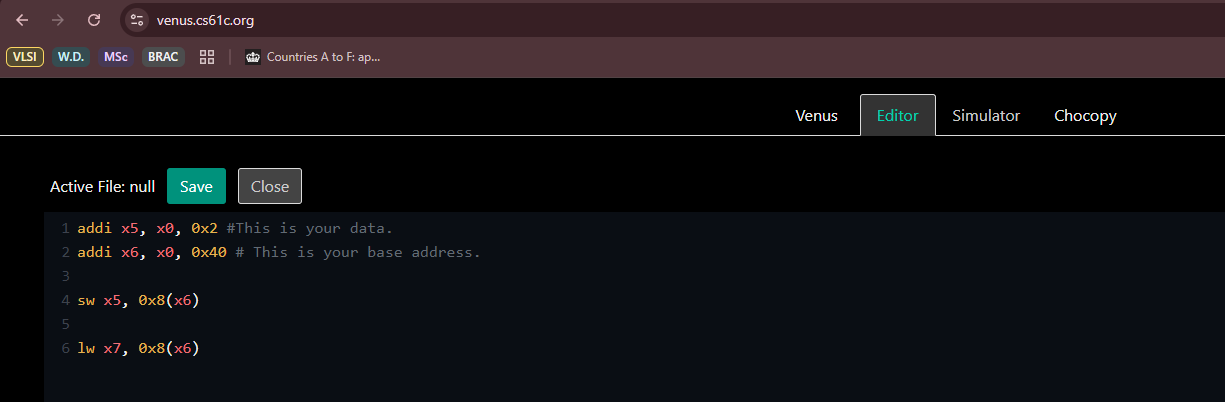 venus.cs61c.org
VLSI W.D. MSc BRAC Countries A to F: ap...
Venus Editor Simulator Chocopy
Active File: null Save Close
1 addi x5, x0, 0x2 #This is your data.
2 addi x6, x0, 0x40 # This is your base address.
3
4 sw x5, 0x8(x6)
5
6 lw x7, 0x8(x6)